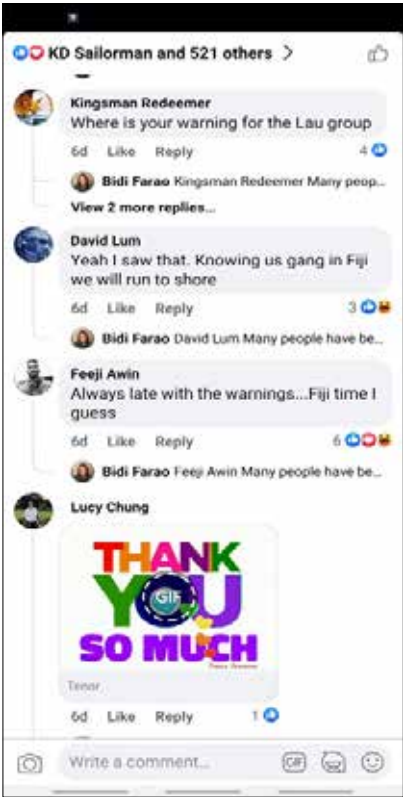 KD Sailorman and 521 others >
Kingsman Redeemer
Where is your warning for the Lau group
6d Like Reply 4
Bidi Farao Kingsman Redeemer Many peop...
View 2 more replies...
David Lum
Yeah I saw that. Knowing us gang in Fiji
we will run to shore
6d Like Reply 3
Bidi Farao David Lum Many people have be...
Feeji Awin
Always late with the warnings...Fiji time I
guess
6d Like Reply 6
Bidi Farao Feeji Awin Many people have be...
Lucy Chung
THANK
YOU
GIF
SO MUCH
Tenor
6d Like Reply 1
Write a comment...
GIF